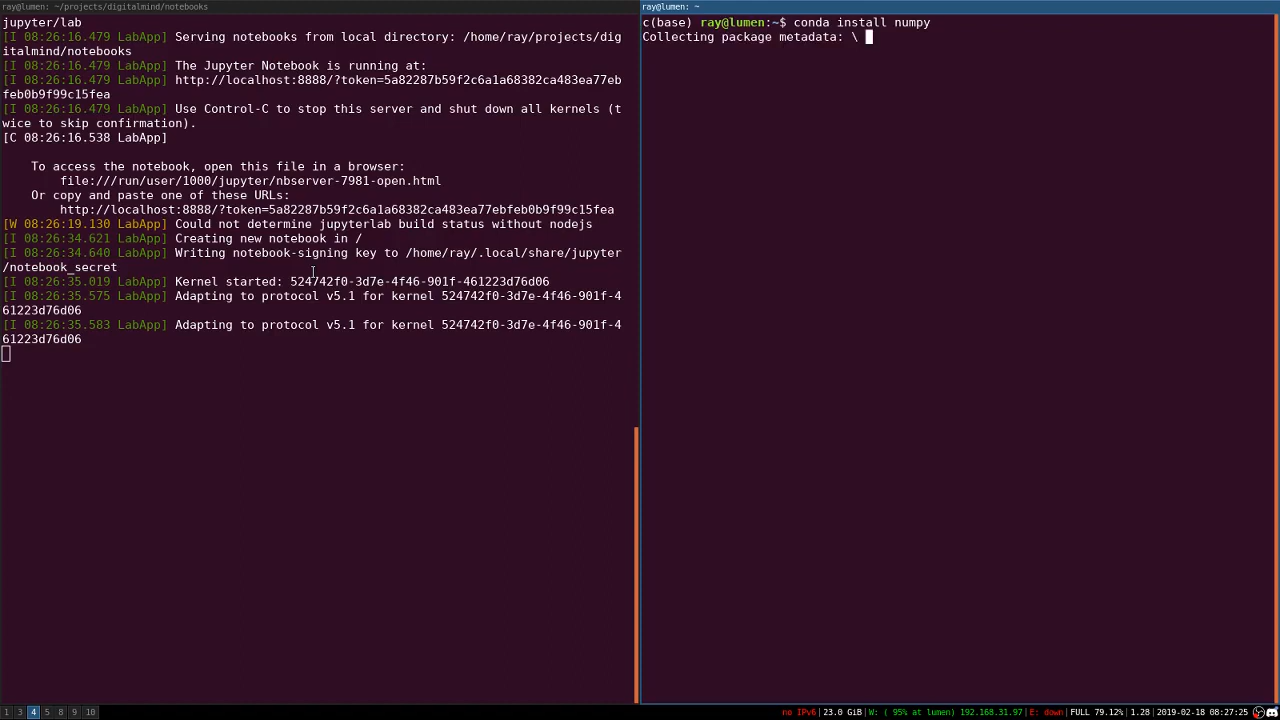 ray@lumen: ~/projects/digitalmind/notebooks
jupyter/lab
[I 08:26:16.479 LabApp] Serving notebooks from local directory: /home/ray/projects/dig
italmind/notebooks
[I 08:26:16.479 LabApp] The Jupyter Notebook is running at:
[I 08:26:16.479 LabApp] http://localhost:8888/?token=5a82287b59f2c6a1a68382ca483ea77eb
feb0b9f99c15fea
[I 08:26:16.479 LabApp] Use Control-C to stop this server and shut down all kernels (t
wice to skip confirmation).
[C 08:26:16.538 LabApp]
To access the notebook, open this file in a browser:
file:///run/user/1000/jupyter/nbserver-7981-open.html
Or copy and paste one of these URLs:
http://localhost:8888/?token=5a82287b59f2c6a1a68382ca483ea77ebfeb0b9f99c15fea
[W 08:26:19.130 LabApp] Could not determine jupyterlab build status without nodejs
[I 08:26:34.621 LabApp] Creating new notebook in /
[I 08:26:34.640 LabApp] Writing notebook-signing key to /home/ray/.local/share/jupyter
/notebook_secret
[I 08:26:35.019 LabApp] Kernel started: 524742f0-3d7e-4f46-901f-461223d76d06
[I 08:26:35.575 LabApp] Adapting to protocol v5.1 for kernel 524742f0-3d7e-4f46-901f-4
61223d76d06
[I 08:26:35.583 LabApp] Adapting to protocol v5.1 for kernel 524742f0-3d7e-4f46-901f-4
61223d76d06
ray@lumen: ~
c(base) ray@lumen:~$ conda install numpy
Collecting package metadata: \
1 3 4 5 8 9 10
no IPv6|23.0 GiB|W: ( 95% at lumen) 192.168.31.97|E: down|FULL 79.12%|1.28|2019-02-18 08:27:25